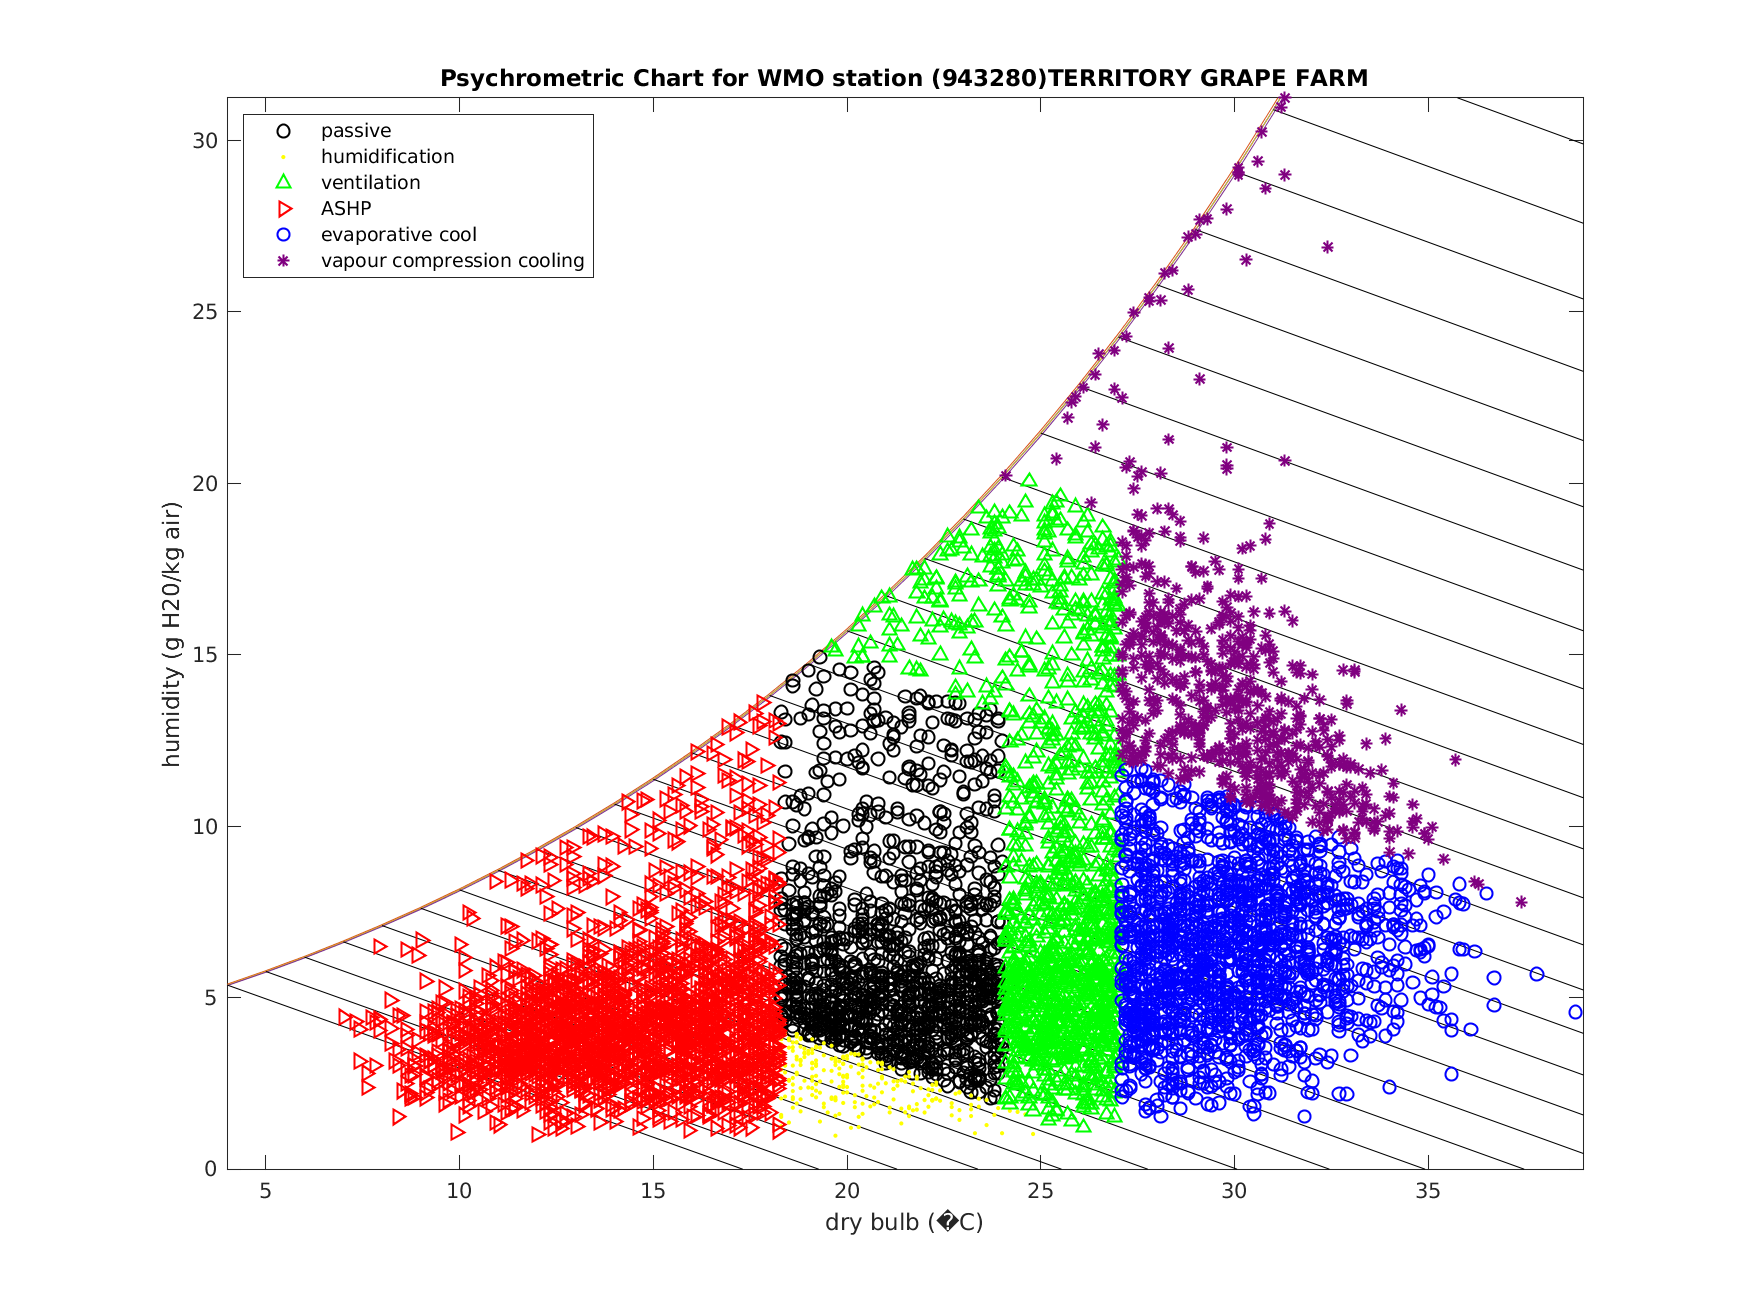 Psychrometric Chart for WMO station (943280)TERRITORY GRAPE FARM
passive
humidification
ventilation
ASHP
evaporative cool
vapour compression cooling
humidity (g H20/kg air)
30
25
20
15
10
5
0
5 10 15 20 25 30 35
dry bulb (�C)